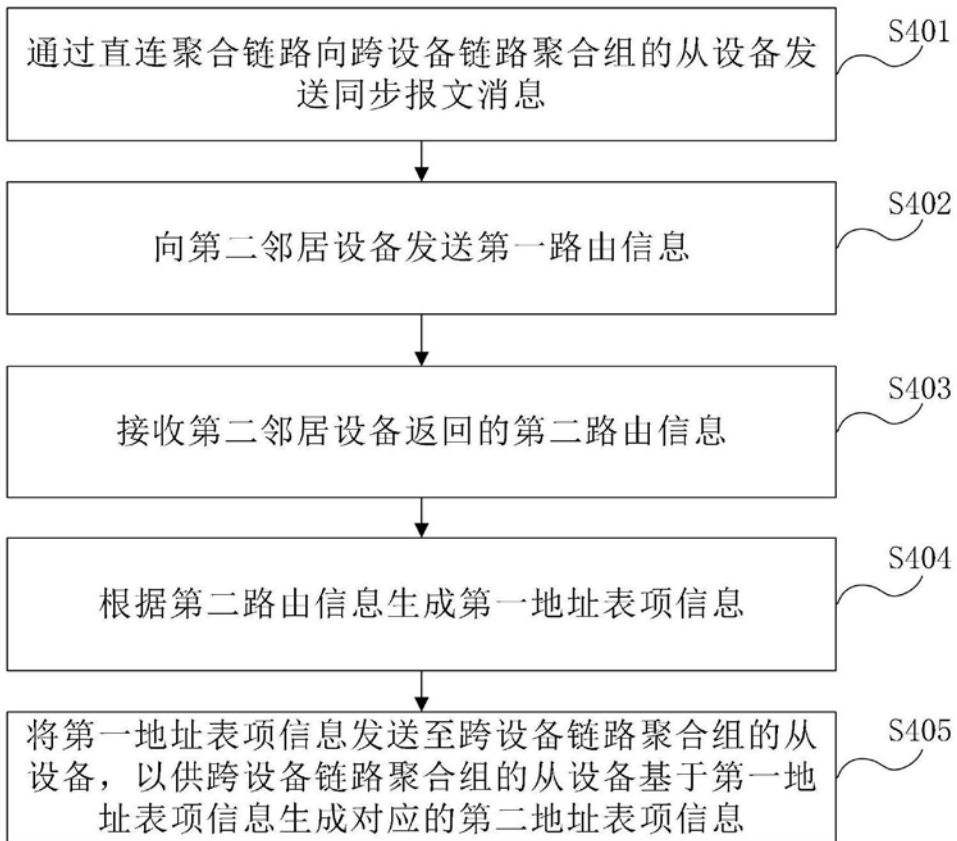 通过直连聚合链路向跨设备链路聚合组的从设备发
送同步报文消息
S401
向第二邻居设备发送第一路由信息
S402
接收第二邻居设备返回的第二路由信息
S403
根据第二路由信息生成第一地址表项信息
S404
将第一地址表项信息发送至跨设备链路聚合组的从
设备，以供跨设备链路聚合组的从设备基于第一地
址表项信息生成对应的第二地址表项信息
S405